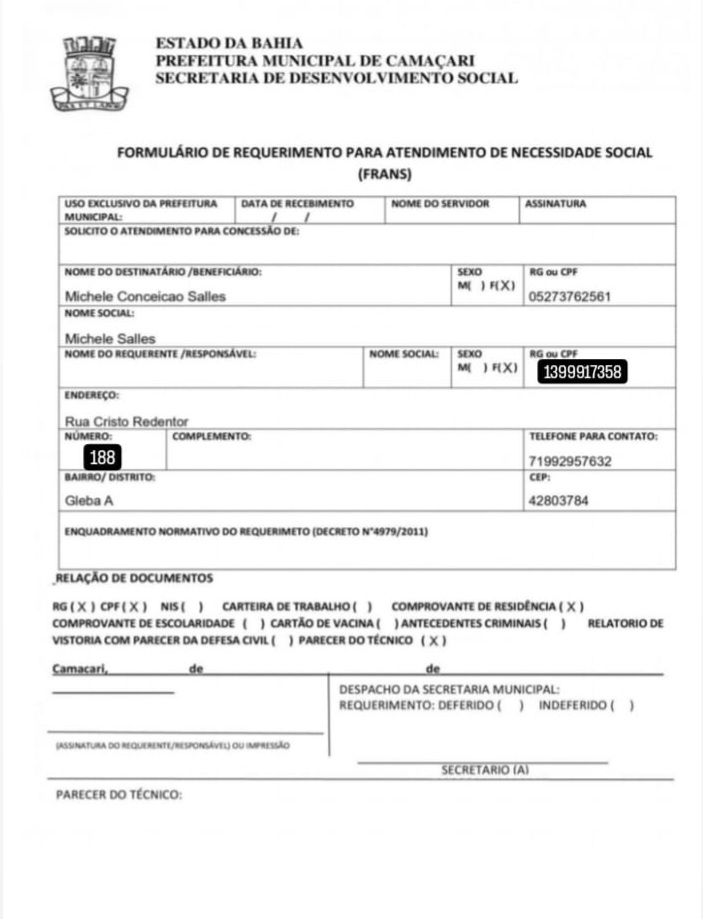 ESTADO DA BAHIA
PREFEITURA MUNICIPAL DE CAMAÇARI
SECRETARIA DE DESENVOLVIMENTO SOCIAL
FORMULÁRIO DE REQUERIMENTO PARA ATENDIMENTO DE NECESSIDADE SOCIAL
(FRANS)
USO EXCLUSIVO DA PREFEITURA MUNICIPAL: DATA DE RECEBIMENTO / / NOME DO SERVIDOR ASSINATURA
SOLICITO O ATENDIMENTO PARA CONCESSÃO DE:
NOME DO DESTINATÁRIO /BENEFICIÁRIO: SEXO RG ou CPF
Michele Conceicao Salles M( ) F(X) 05273762561
NOME SOCIAL:
Michele Salles
NOME DO REQUERENTE /RESPONSÁVEL: NOME SOCIAL: SEXO RG ou CPF
M( ) F(X) 1399917358
ENDEREÇO:
Rua Cristo Redentor
NÚMERO: COMPLEMENTO: TELEFONE PARA CONTATO:
188 71992957632
BAIRRO/ DISTRITO: CEP:
Gleba A 42803784
ENQUADRAMENTO NORMATIVO DO REQUERIMETO (DECRETO N°4979/2011)
RELAÇÃO DE DOCUMENTOS
RG ( X ) CPF ( X ) NIS ( ) CARTEIRA DE TRABALHO ( ) COMPROVANTE DE RESIDÊNCIA ( X )
COMPROVANTE DE ESCOLARIDADE ( ) CARTÃO DE VACINA ( ) ANTECEDENTES CRIMINAIS ( ) RELATORIO DE
VISTORIA COM PARECER DA DEFESA CIVIL ( ) PARECER DO TÉCNICO ( X )
Camacari, de de
DESPACHO DA SECRETARIA MUNICIPAL:
REQUERIMENTO: DEFERIDO ( ) INDEFERIDO ( )
(ASSINATURA DO REQUERENTE/RESPONSÁVEL) OU IMPRESSÃO
SECRETARIO (A)
PARECER DO TÉCNICO: